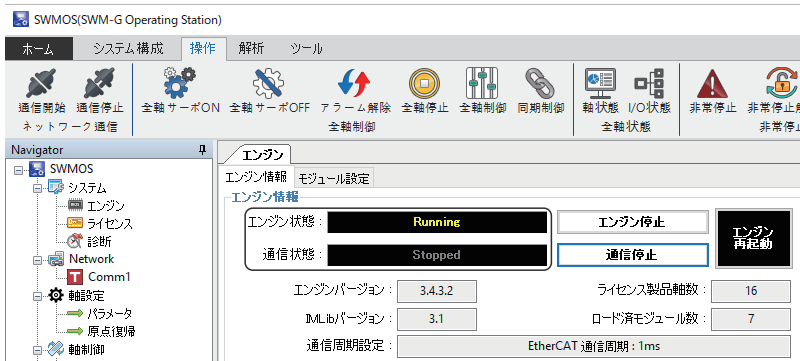 SWMOS(SWM-G Operating Station)
ホーム システム構成 操作 解析 ツール
通信開始 通信停止 全軸サーボON 全軸サーボOFF アラーム解除 全軸停止 全軸制御 同期制御 軸状態 I/O状態 非常停止 非常停止解
ネットワーク通信 全軸制御 全軸状態 非常停
Navigator
SWMOS
システム
エンジン
ライセンス
診断
Network
Comm1
軸設定
パラメータ
原点復帰
軸制御
エンジン
エンジン情報 モジュール設定
エンジン情報
エンジン状態 : Running エンジン停止
通信状態 : Stopped 通信停止
エンジン
再起動
エンジンバージョン : 3.4.3.2 ライセンス製品軸数 : 16
IMLibバージョン : 3.1 ロード済モジュール数 : 7
通信周期設定 : EtherCAT 通信周期 : 1ms